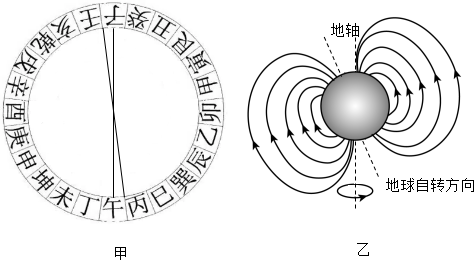 子癸丑艮寅甲卯乙辰巽巳丙午丁未坤申庚酉辛戌乾亥壬
甲
地轴
地球自转方向
乙